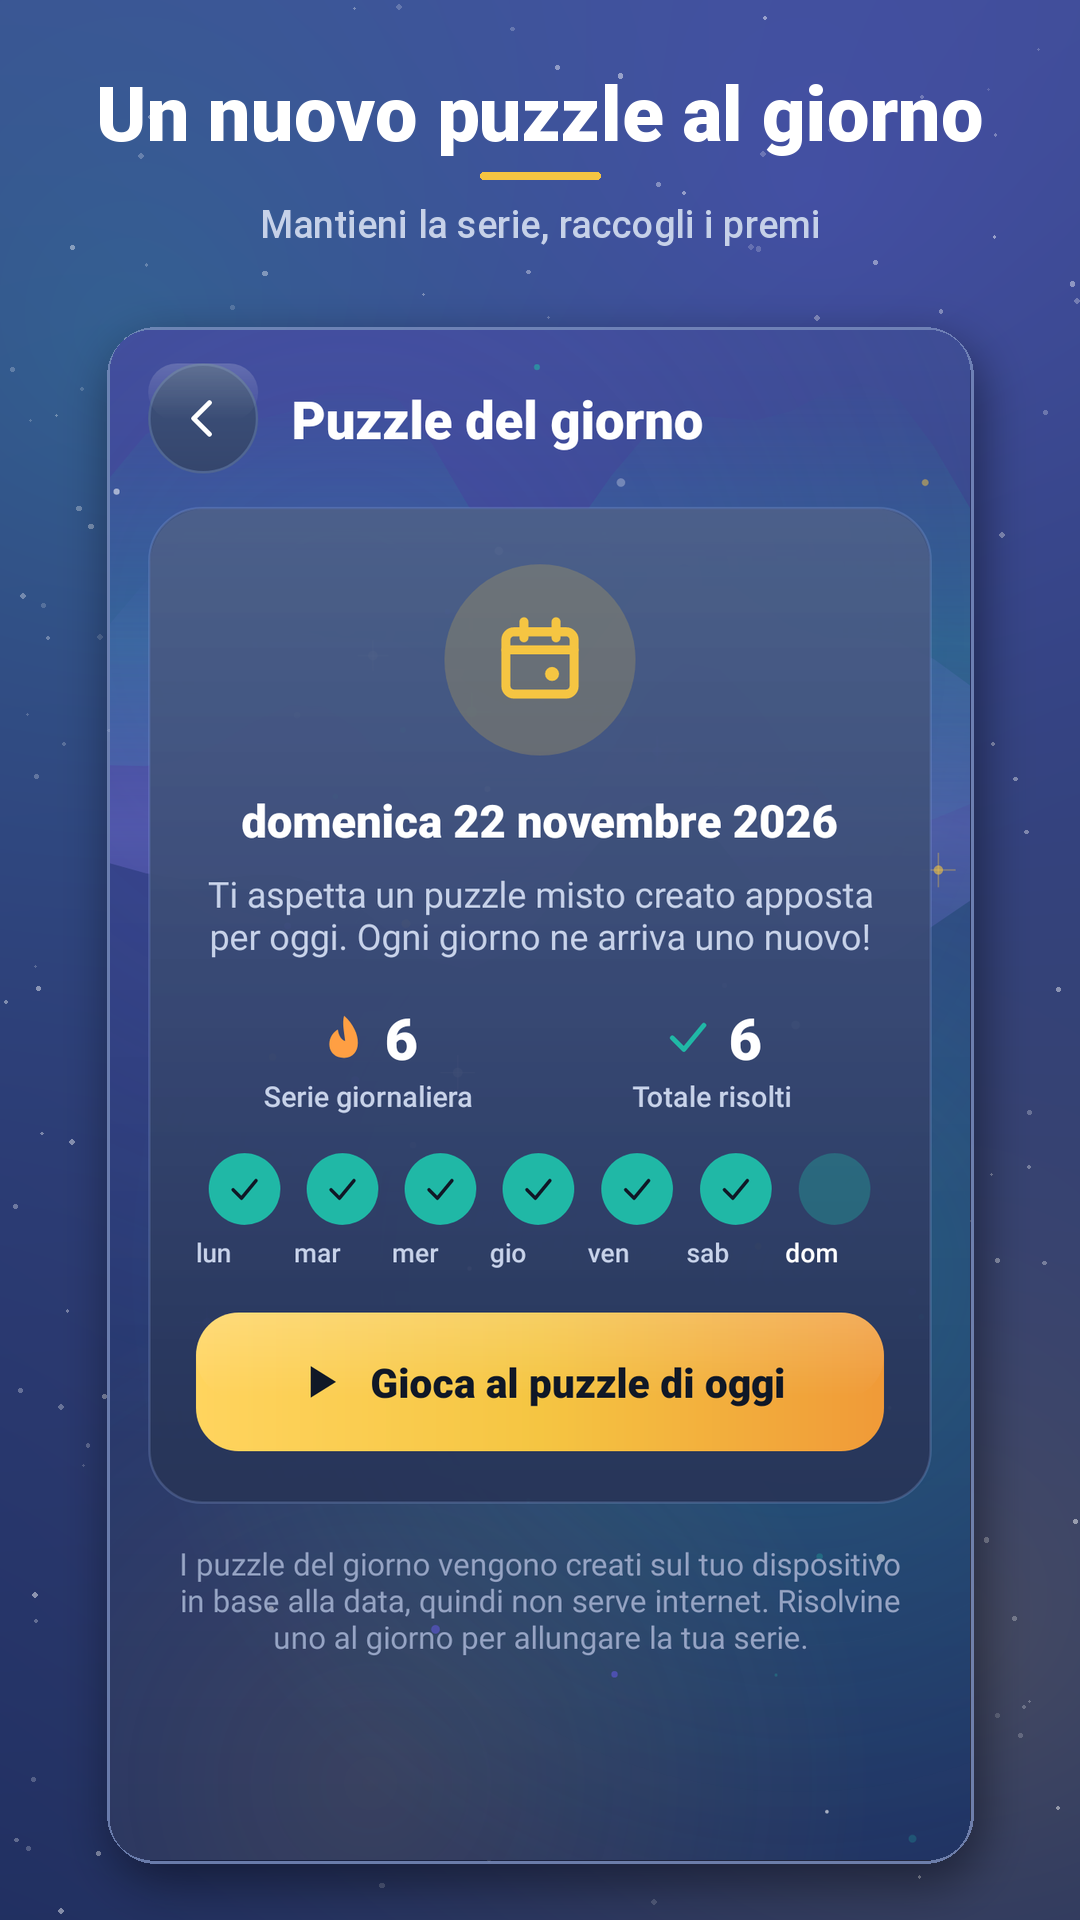 Un nuovo puzzle al giorno
Mantieni la serie, raccogli i premi
Puzzle del giorno
domenica 22 novembre 2026
Ti aspetta un puzzle misto creato apposta
per oggi. Ogni giorno ne arriva uno nuovo!
6
6
Serie giornaliera
Totale risolti
lun mar mer gio ven sab dom
Gioca al puzzle di oggi
I puzzle del giorno vengono creati sul tuo dispositivo
in base alla data, quindi non serve internet. Risolvine
uno al giorno per allungare la tua serie.